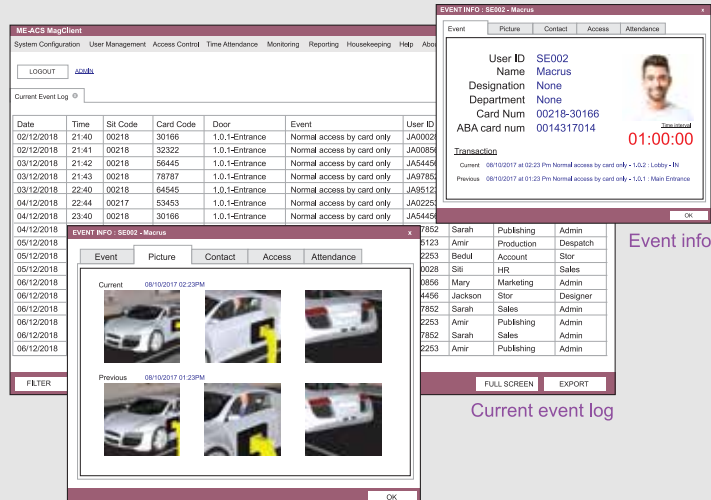 ME-ACS MagClient
System Configuration User Management Access Control Time Attendance Monitoring Reporting Housekeeping Help Abou
LOGOUT ADMIN
Current Event Log
Date Time Sit Code Card Code Door Event User ID
02/12/2018 21:40 00218 30166 1.0.1-Entrance Normal access by card only JA00028
02/12/2018 21:41 00218 32322 1.0.1-Entrance Normal access by card only JA00856
03/12/2018 21:42 00218 56445 1.0.1-Entrance Normal access by card only JA54456
03/12/2018 21:43 00218 78787 1.0.1-Entrance Normal access by card only JA97852
03/12/2018 22:40 00218 64545 1.0.1-Entrance Normal access by card only JA95123
04/12/2018 22:44 00217 53453 1.0.1-Entrance Normal access by card only JA02253
04/12/2018 23:40 00218 30166 1.0.1-Entrance Normal access by card only JA54456
04/12/2018 7852 Sarah Publishing Admin
05/12/2018 5123 Amir Production Despatch
05/12/2018 2253 Bedul Account Stor
05/12/2018 0028 Siti HR Sales
06/12/2018 0856 Mary Marketing Admin
06/12/2018 4456 Jackson Stor Designer
06/12/2018 7852 Sarah Sales Admin
06/12/2018 2253 Amir Publishing Admin
06/12/2018 7852 Sarah Sales Admin
06/12/2018 2253 Amir Publishing Admin
FILTER FULL SCREEN EXPORT
Current event log
EVENT INFO : SE002 - Macrus x
Event Picture Contact Access Attendance
User ID SE002
Name Macrus
Designation None
Department None
Card Num 00218-30166
ABA card num 0014317014
Time interval
01:00:00
Transaction
Current 08/10/2017 at 02:23 Pm Normal access by card only - 1.0.2 : Lobby - IN
Previous 08/10/2017 at 01:23 Pm Normal access by card only - 1.0.1 : Main Entrance
OK
Event info
EVENT INFO : SE002 - Macrus x
Event Picture Contact Access Attendance
Current 08/10/2017 02:23PM
Previous 08/10/2017 01:23PM
OK